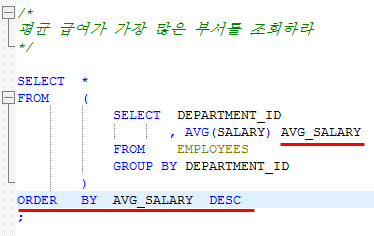 /*
평균 급여가 가장 많은 부서를 조회하라
*/
SELECT *
FROM (
SELECT DEPARTMENT_ID
, AVG(SALARY) AVG_SALARY
FROM EMPLOYEES
GROUP BY DEPARTMENT_ID
)
ORDER BY AVG_SALARY DESC
;